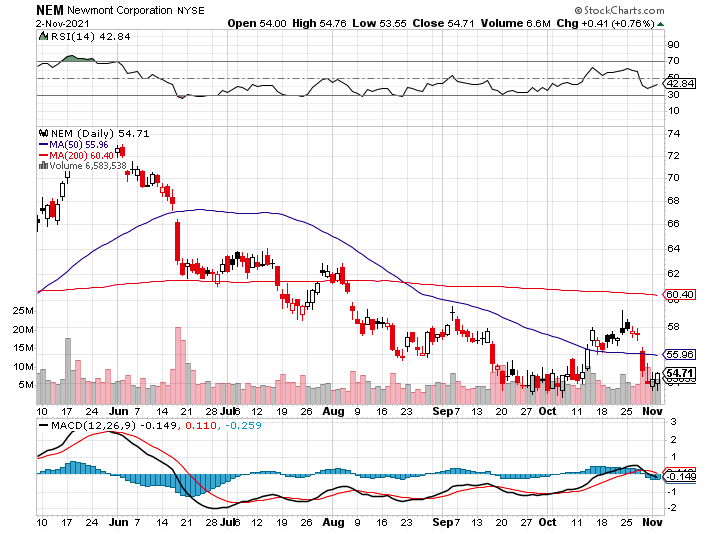 NEM Newmont Corporation NYSE © StockCharts.com
2-Nov-2021 Open 54.00 High 54.76 Low 53.55 Close 54.71 Volume 6.6M Chg +0.41 (+0.76%)
RSI(14) 42.84
90
70
50
42.84
30
10
NEM (Daily) 54.71
MA(50) 55.96
MA(200) 60.40
Volume 6,583,538
74
72
70
68
66
64
62
60.40
58
55.96
54.71
25M
20M
15M
10M
5M
10 17 24 Jun 7 14 21 28 Jul 6 12 19 26 Aug 9 16 23 Sep 7 13 20 27 Oct 11 18 25 Nov
MACD(12,26,9) -0.149, 0.110, -0.259
3
2
1
-0.149
-1
-2
10 17 24 Jun 7 14 21 28 Jul 6 12 19 26 Aug 9 16 23 Sep 7 13 20 27 Oct 11 18 25 Nov